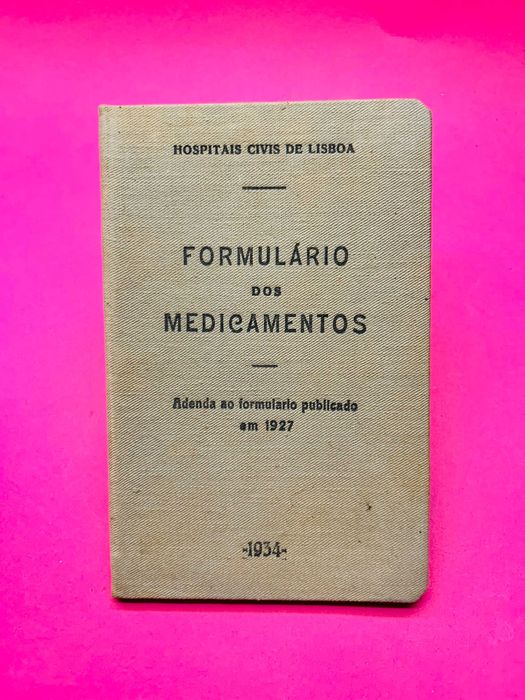 HOSPITAIS CIVIS DE LISBOA
FORMULÁRIO
DOS
MEDICAMENTOS
Adenda ao formulario publicado
em 1927
-1934-